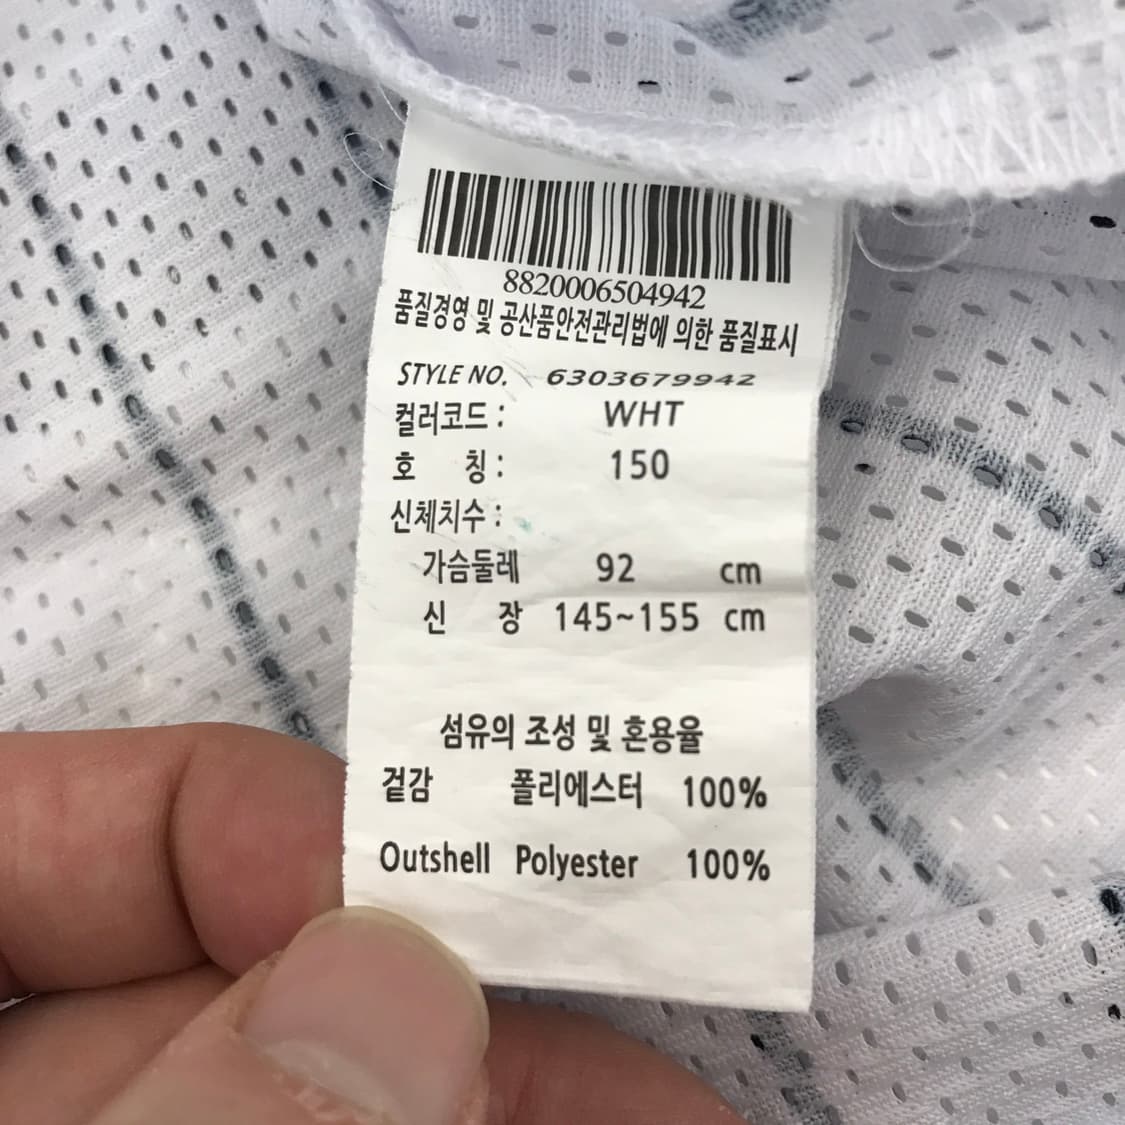 8820006504942
품질경영 및 공산품안전관리법에 의한 품질표시
STYLE NO. 6303679942
컬러코드 : WHT
호 칭 : 150
신체치수 :
가슴둘레 92 cm
신 장 145~155 cm
섬유의 조성 및 혼용율
겉감 폴리에스터 100%
Outshell Polyester 100%